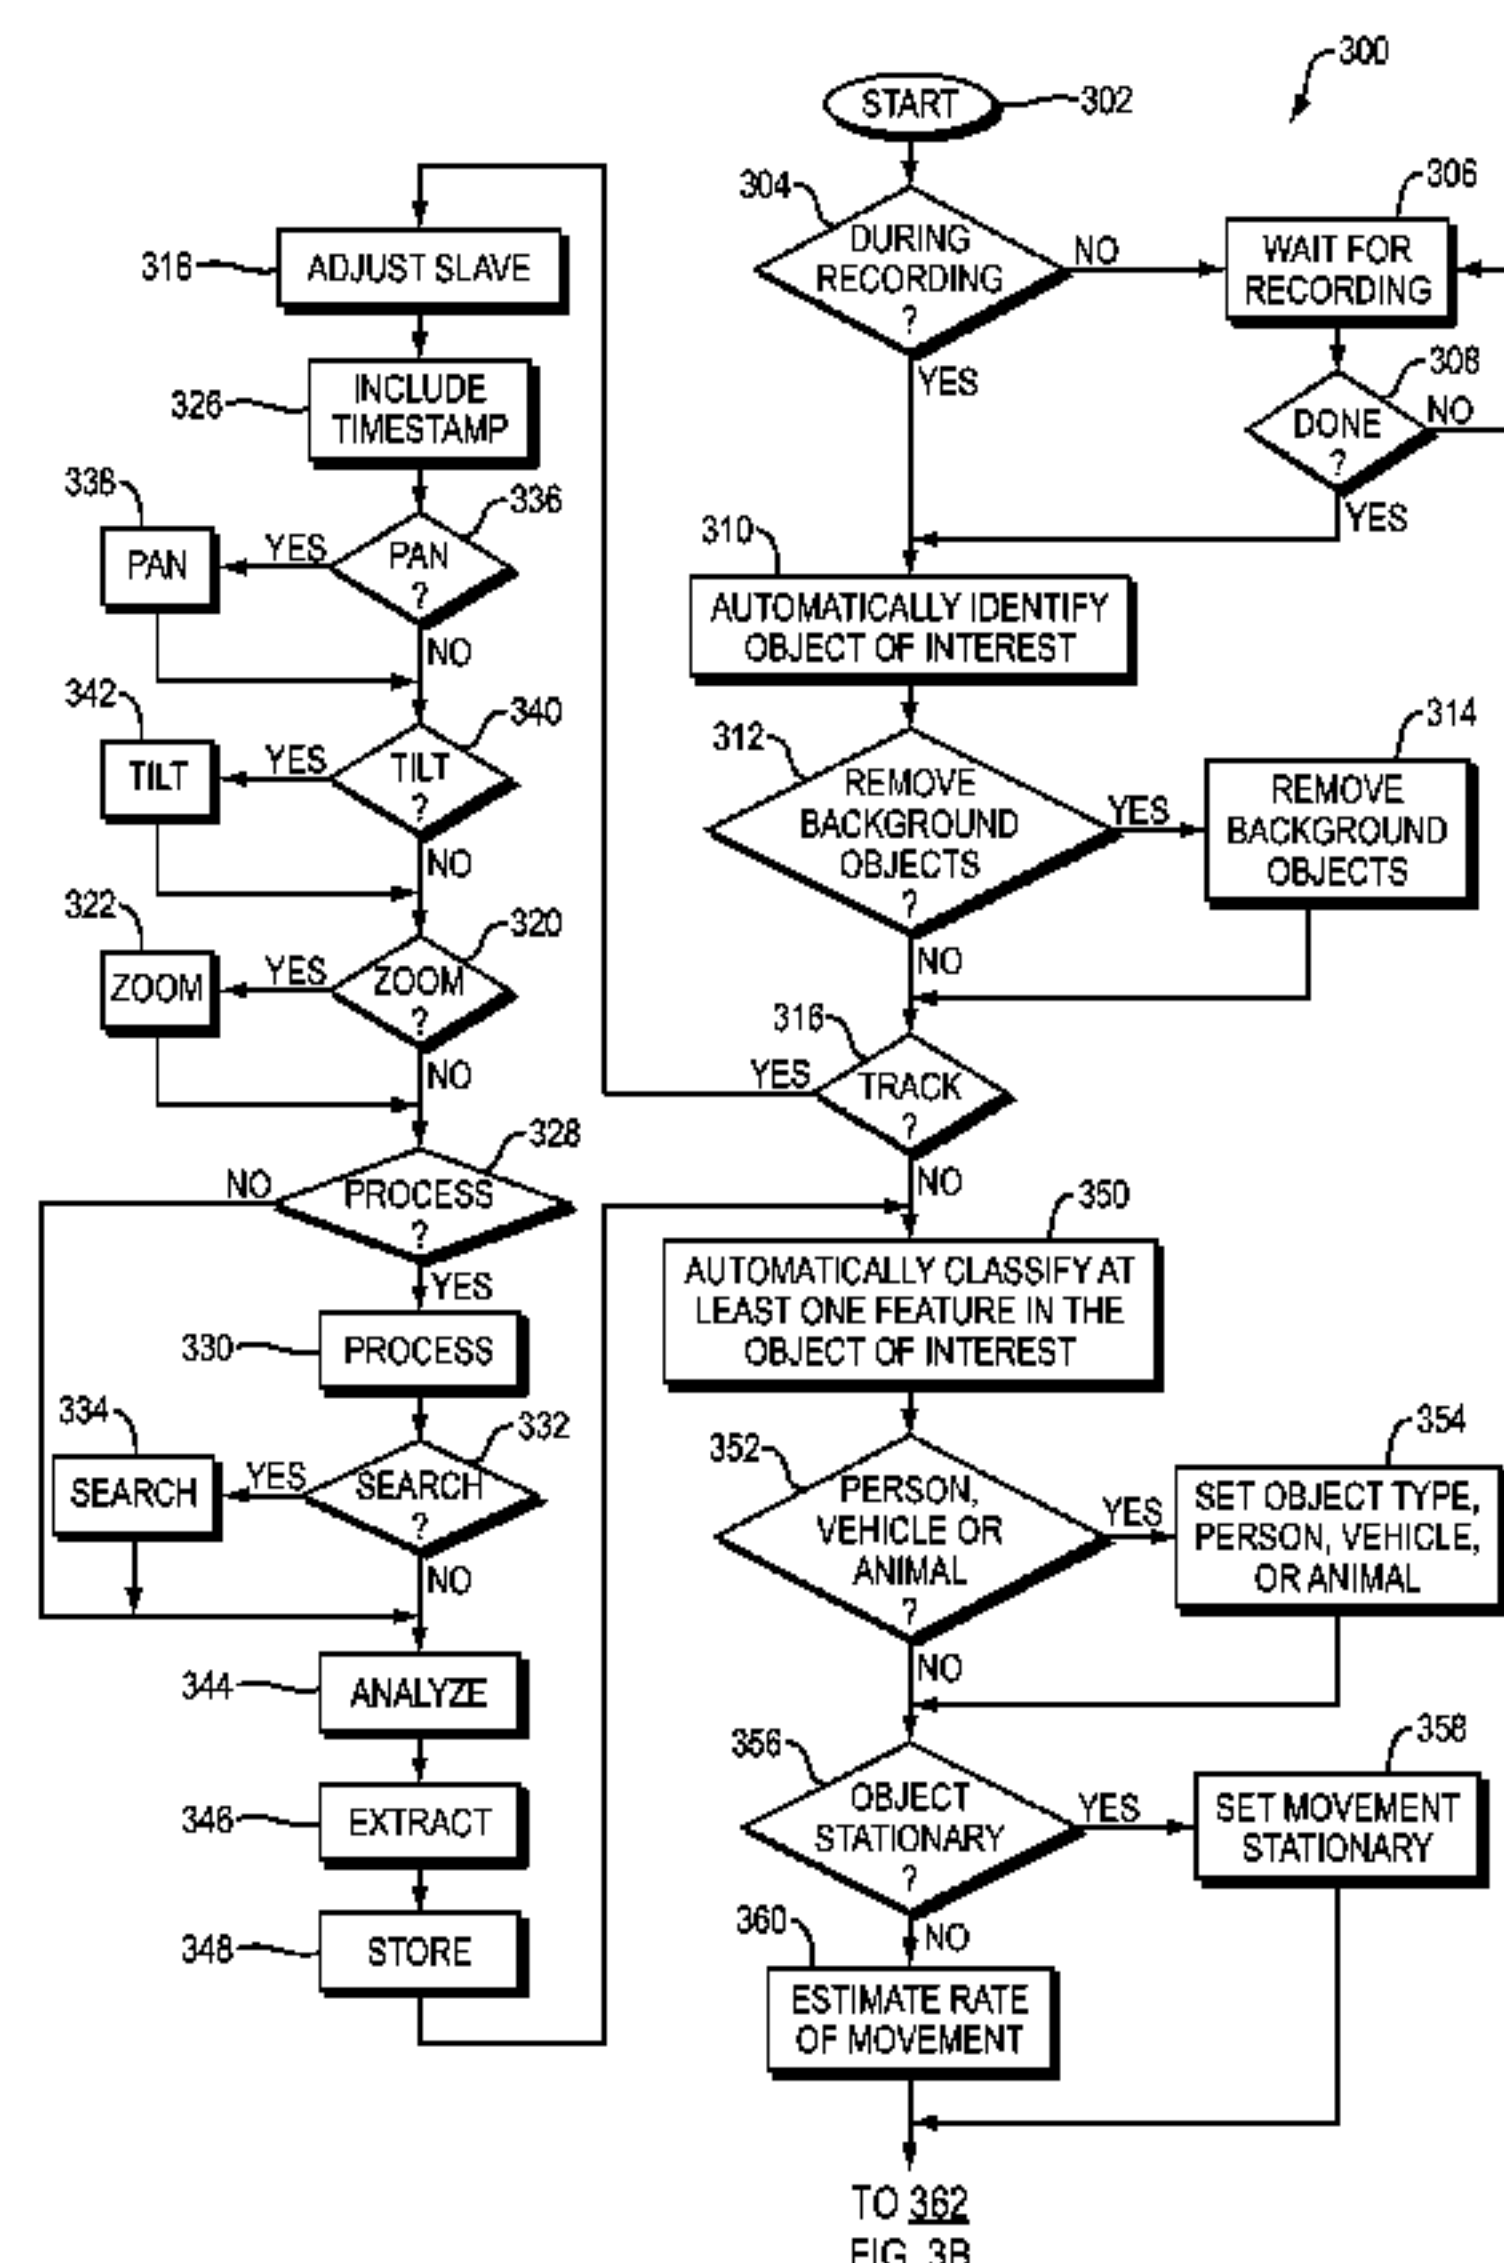 300
START
302
304
DURING
RECORDING
?
NO
YES
306
WAIT FOR
RECORDING
308
DONE
?
NO
YES
310
AUTOMATICALLY IDENTIFY
OBJECT OF INTEREST
312
REMOVE
BACKGROUND
OBJECTS
?
YES
NO
314
REMOVE
BACKGROUND
OBJECTS
316
TRACK
?
YES
NO
318
ADJUST SLAVE
326
INCLUDE
TIMESTAMP
336
PAN
?
YES
NO
338
PAN
340
TILT
?
YES
NO
342
TILT
320
ZOOM
?
YES
NO
322
ZOOM
328
PROCESS
?
NO
YES
330
PROCESS
332
SEARCH
?
YES
NO
334
SEARCH
344
ANALYZE
346
EXTRACT
348
STORE
350
AUTOMATICALLY CLASSIFY AT
LEAST ONE FEATURE IN THE
OBJECT OF INTEREST
352
PERSON,
VEHICLE OR
ANIMAL
?
YES
NO
354
SET OBJECT TYPE,
PERSON, VEHICLE,
OR ANIMAL
356
OBJECT
STATIONARY
?
YES
NO
358
SET MOVEMENT
STATIONARY
360
ESTIMATE RATE
OF MOVEMENT
TO 362
FIG. 3B